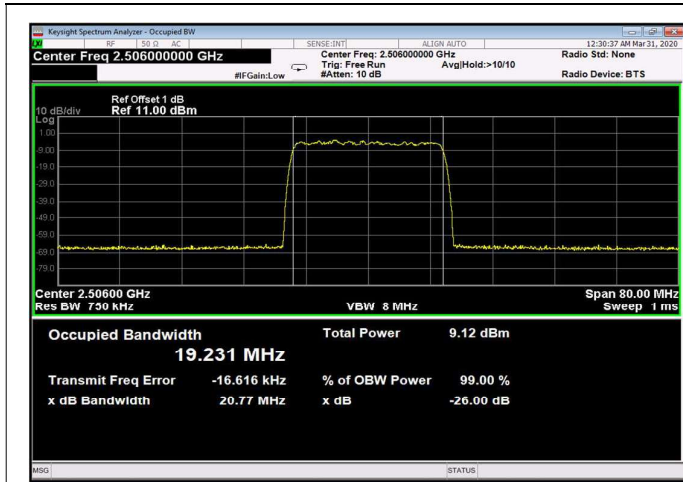 Keysight Spectrum Analyzer - Occupied BW
LXI RF 50 Ω AC SENSE:INT ALIGN AUTO 12:30:37 AM Mar 31, 2020
Center Freq 2.506000000 GHz Center Freq: 2.506000000 GHz Radio Std: None
Trig: Free Run Avg|Hold:>10/10
#IFGain:Low #Atten: 10 dB Radio Device: BTS
Ref Offset 1 dB
10 dB/div Ref 11.00 dBm
Log
1.00
-9.00
-19.0
-29.0
-39.0
-49.0
-59.0
-69.0
-79.0
Center 2.50600 GHz Span 80.00 MHz
Res BW 750 kHz VBW 8 MHz Sweep 1 ms
Occupied Bandwidth Total Power 9.12 dBm
19.231 MHz
Transmit Freq Error -16.616 kHz % of OBW Power 99.00 %
x dB Bandwidth 20.77 MHz x dB -26.00 dB
MSG STATUS